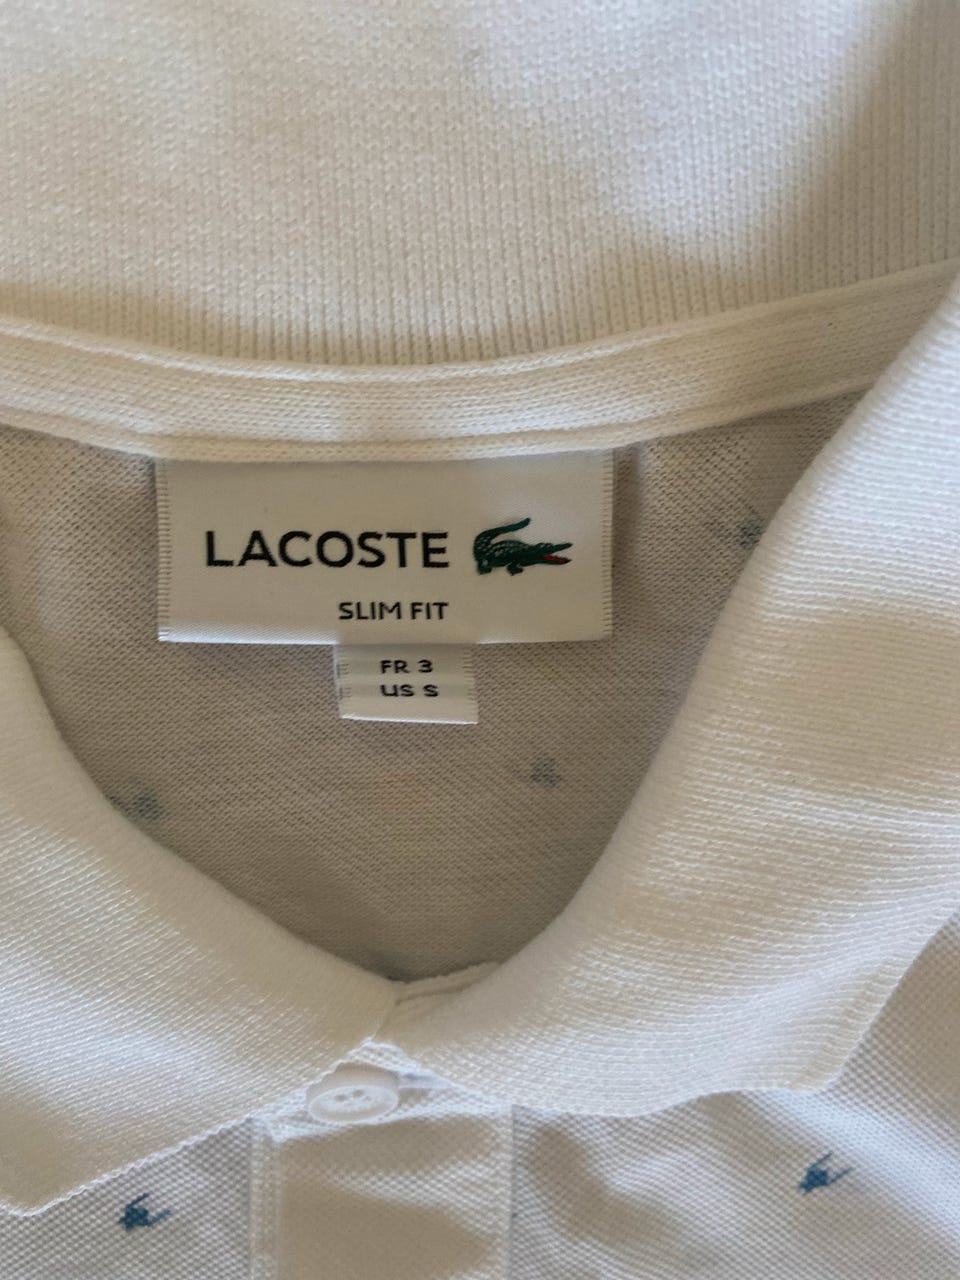 LACOSTE
SLIM FIT
FR 3
US S